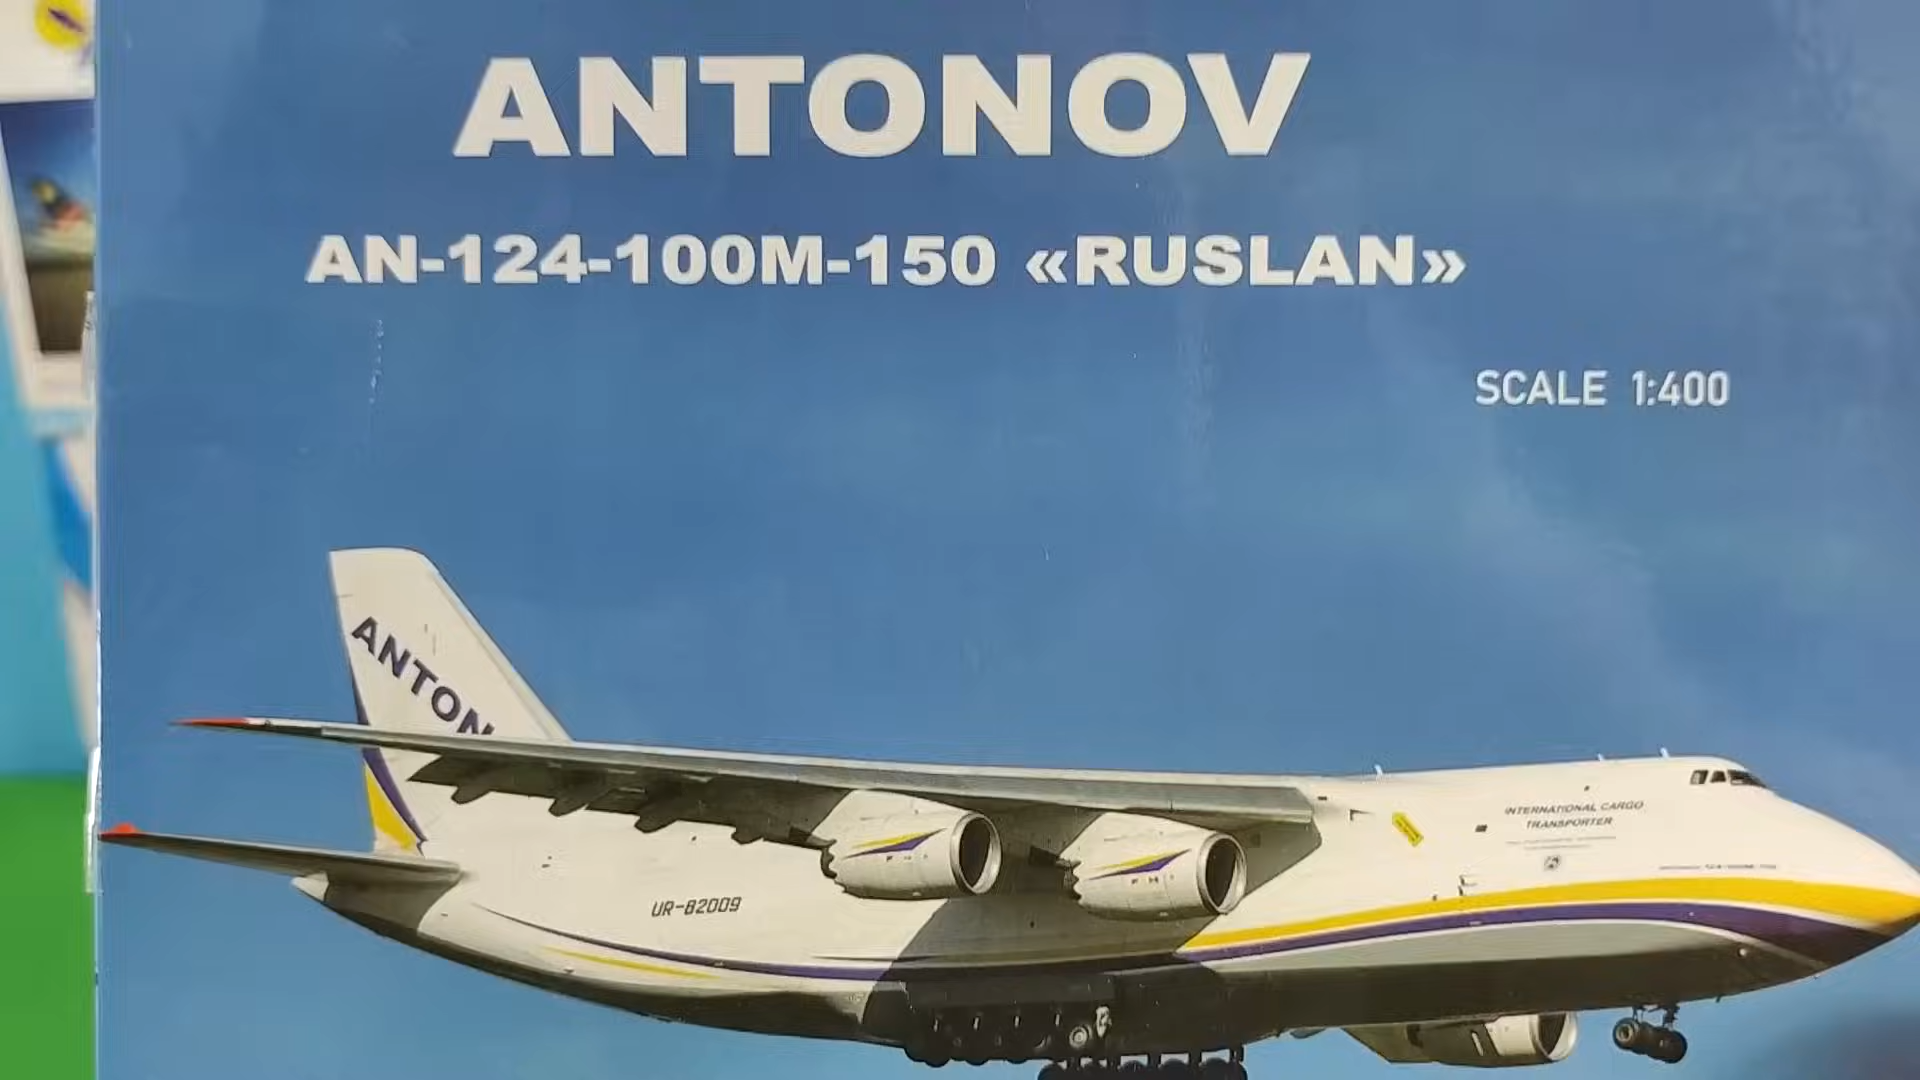 ANTONOV
AN-124-100M-150 «RUSLAN»
SCALE 1:400
ANTON
INTERNATIONAL CARGO
TRANSPORTER
UR-82009